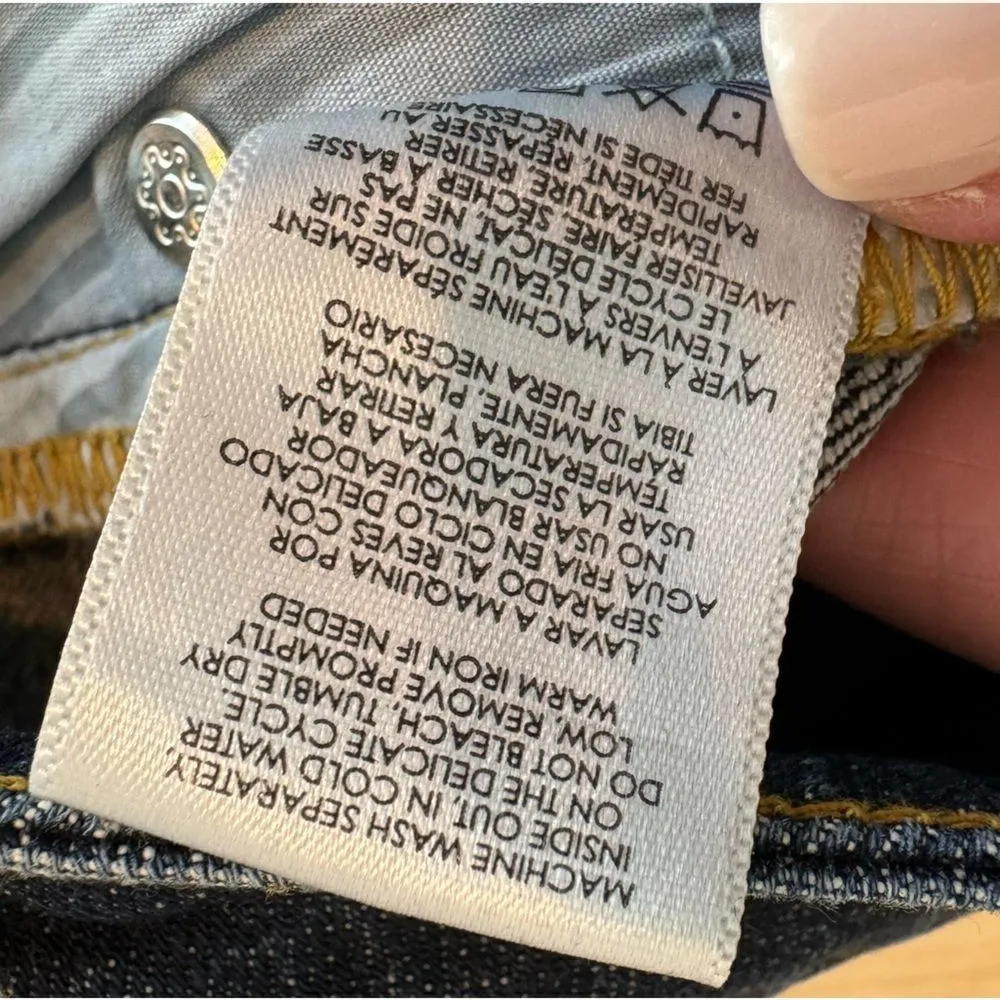 MACHINE WASH SEPARATELY,
INSIDE OUT, IN COLD WATER,
ON THE DELICATE CYCLE.
DO NOT BLEACH, TUMBLE DRY
LOW, REMOVE PROMPTLY
WARM IRON IF NEEDED
LAVAR A MAQUINA POR
SEPARADO AL REVES CON
AGUA FRIA EN CICLO DELICADO
NO USAR BLANQUEADOR
USAR LA SECADORA A BAJA
TEMPERATURA Y RETIRAR
RAPIDAMENTE, PLANCHA
TIBIA SI FUERA NECESARIO
LAVER À LA MACHINE SÉPARÉMENT
A L'ENVERS À L'EAU FROIDE SUR
LE CYCLE DÉLICAT, NE PAS
JAVELLISER FAIRE, SÉCHER À BASSE
TEMPÉRATURE, RETIRER
RAPIDEMENT, REPASSER AU
FER TIÈDE SI NÉCESSAIRE